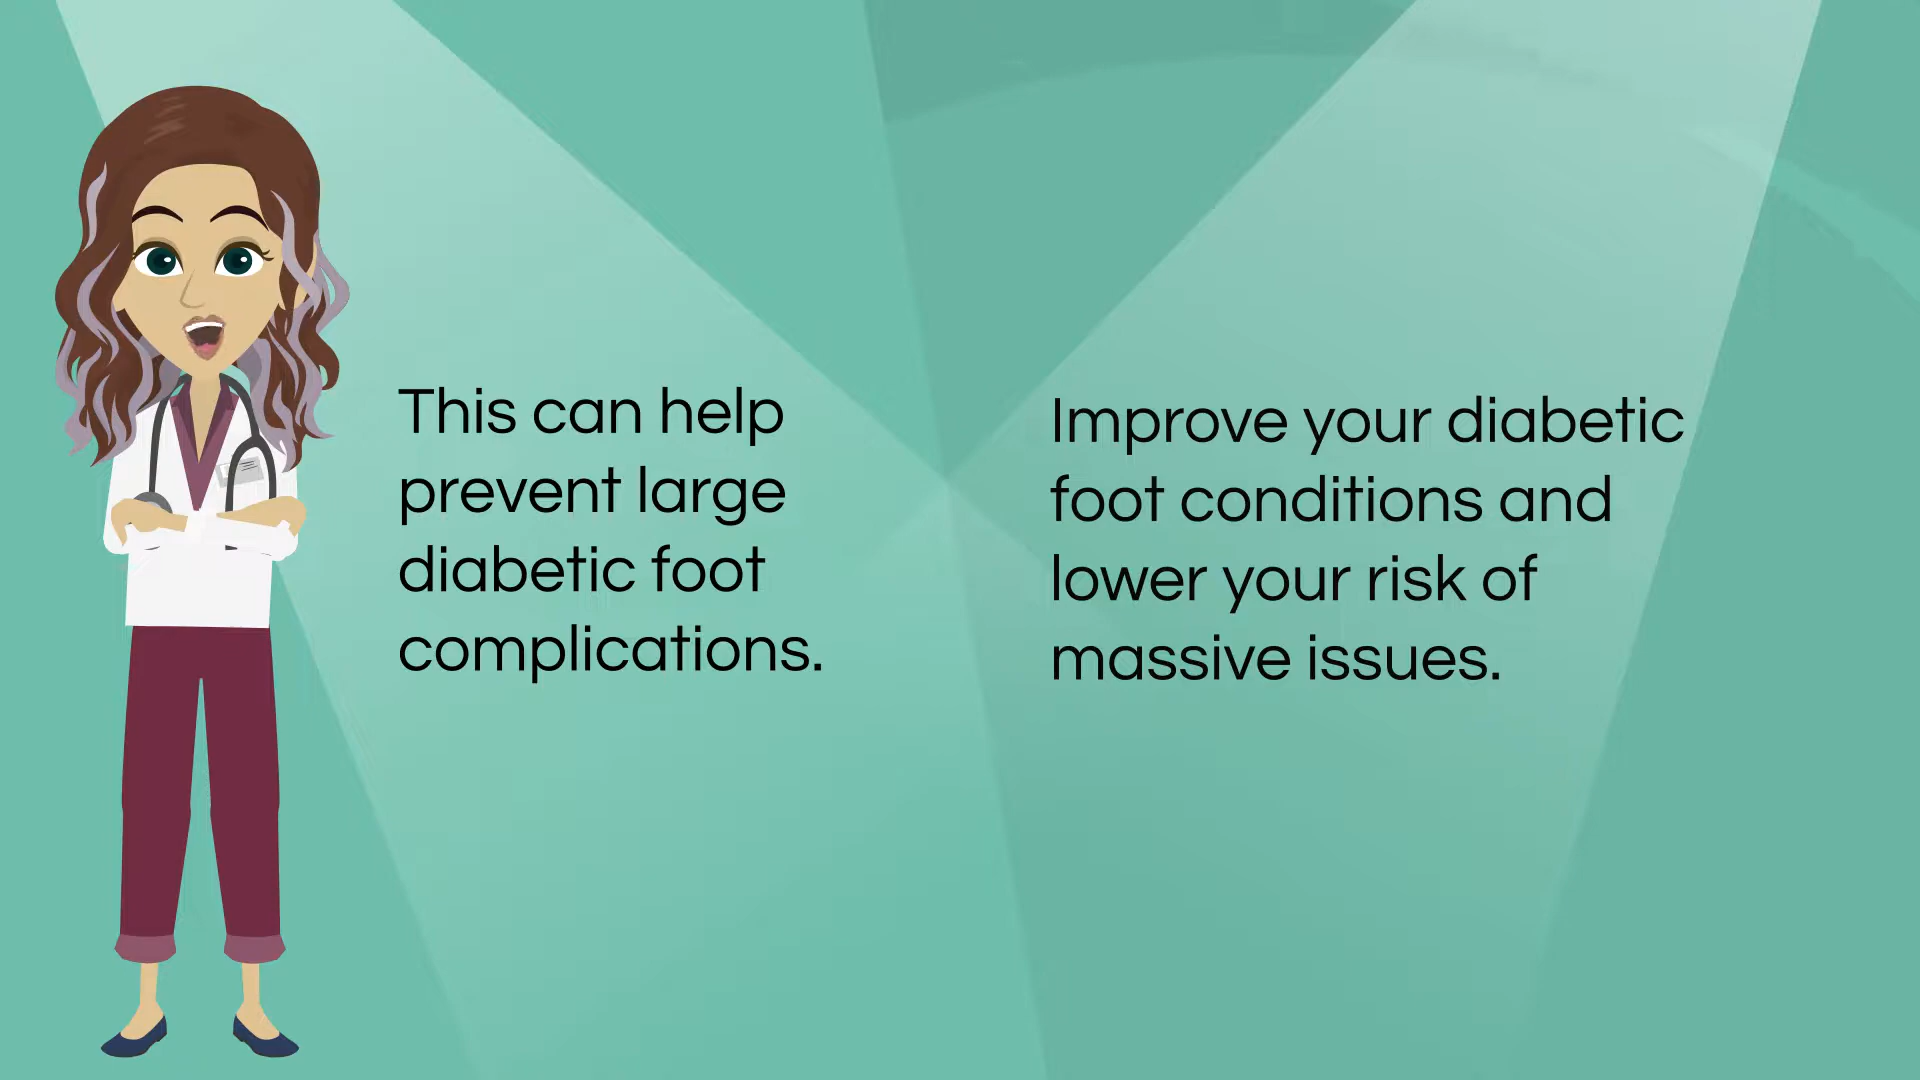 This can help
prevent large
diabetic foot
complications.
Improve your diabetic
foot conditions and
lower your risk of
massive issues.